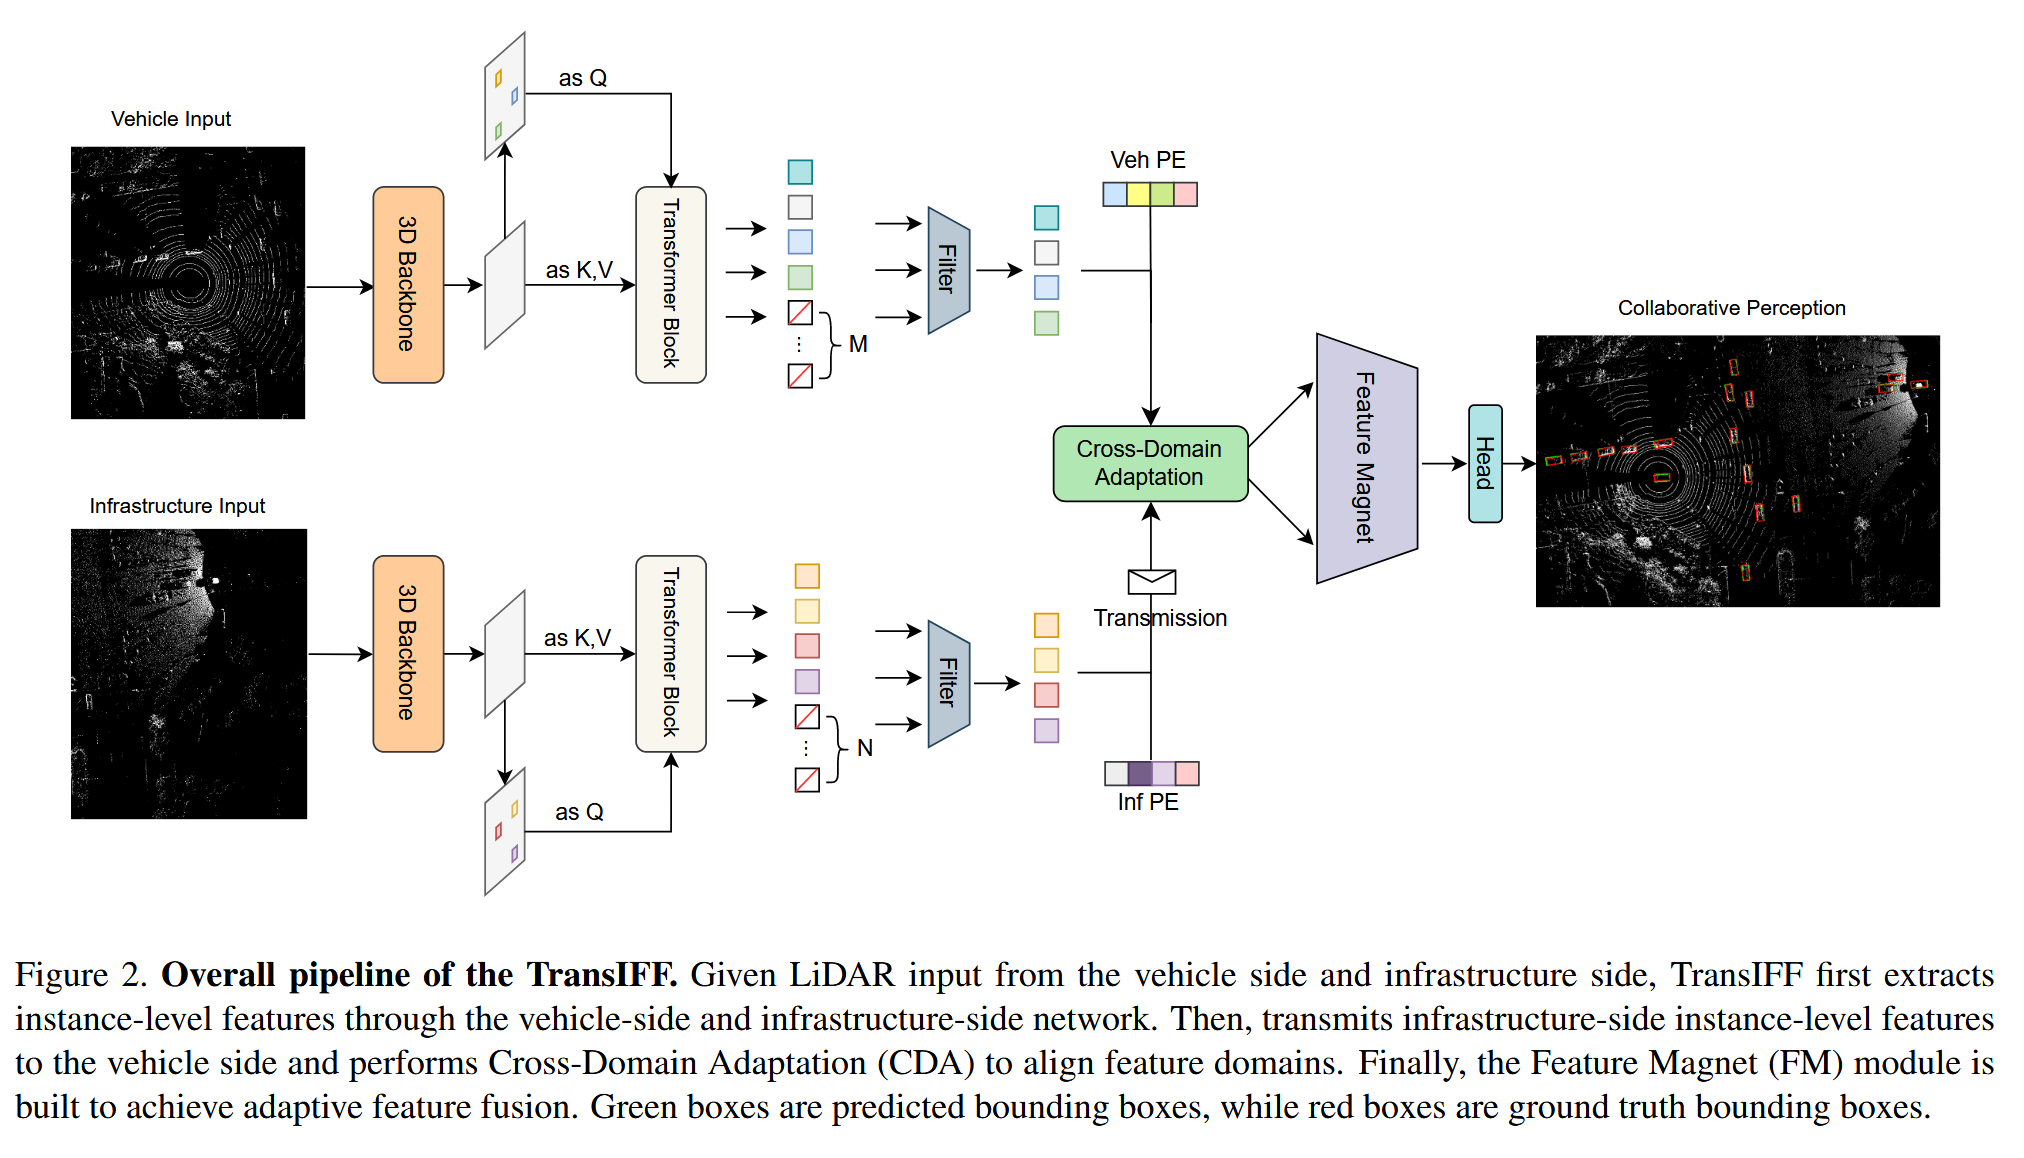 Vehicle Input
3D Backbone
as Q
as K,V
Transformer Block
⋮
M
Filter
Veh PE
Infrastructure Input
3D Backbone
as K,V
as Q
Transformer Block
⋮
N
Filter
Inf PE
Transmission
Cross-Domain
Adaptation
Feature Magnet
Head
Collaborative Perception
Figure 2. Overall pipeline of the TransIFF. Given LiDAR input from the vehicle side and infrastructure side, TransIFF first extracts
instance-level features through the vehicle-side and infrastructure-side network. Then, transmits infrastructure-side instance-level features
to the vehicle side and performs Cross-Domain Adaptation (CDA) to align feature domains. Finally, the Feature Magnet (FM) module is
built to achieve adaptive feature fusion. Green boxes are predicted bounding boxes, while red boxes are ground truth bounding boxes.